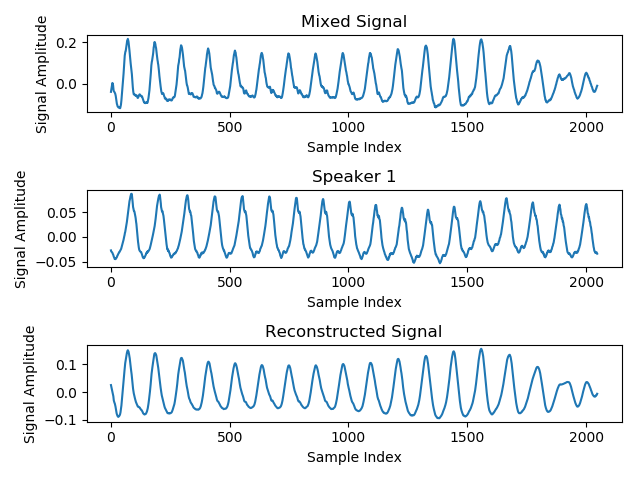 Mixed Signal
Signal Amplitude
0.2
0.0
0
500
1000
1500
2000
Sample Index
Speaker 1
Signal Amplitude
0.05
0.00
−0.05
0
500
1000
1500
2000
Sample Index
Reconstructed Signal
Signal Amplitude
0.1
0.0
−0.1
0
500
1000
1500
2000
Sample Index